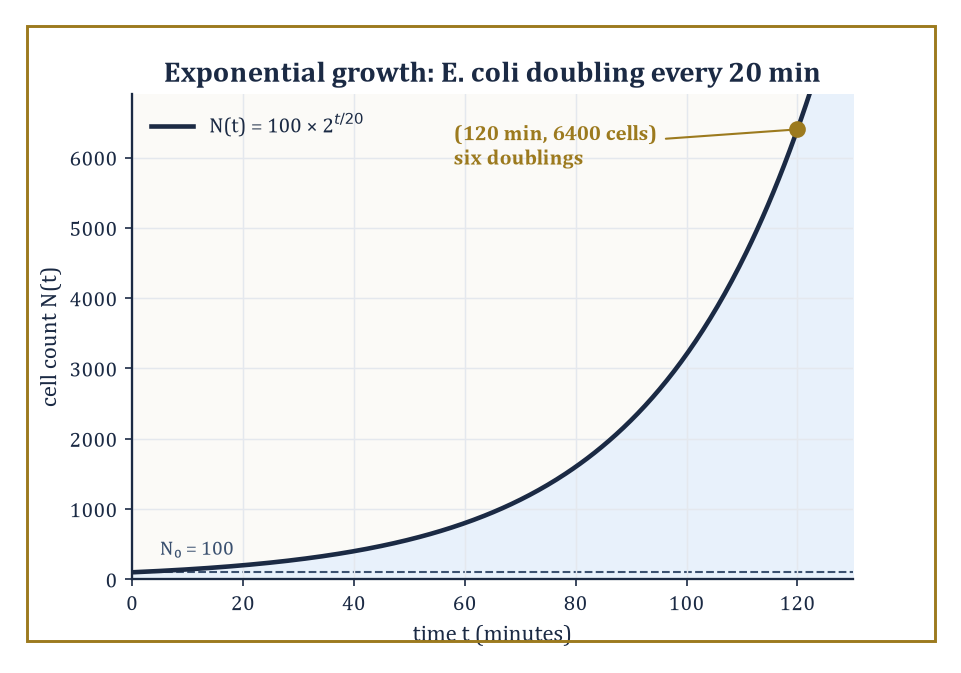 Exponential growth: E. coli doubling every 20 min
N(t) = 100 × 2^{t/20}
(120 min, 6400 cells)
six doublings
6000
5000
4000
3000
2000
1000
0
cell count N(t)
N₀ = 100
0 20 40 60 80 100 120
time t (minutes)